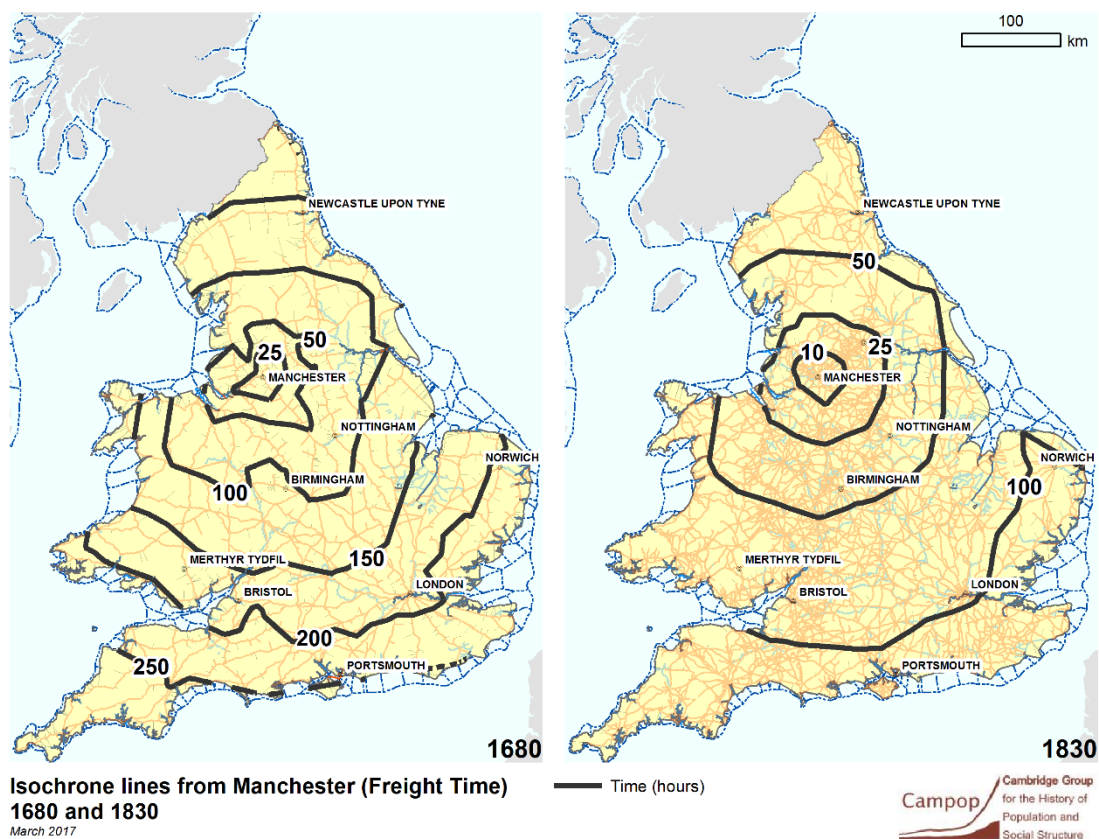 100
km
NEWCASTLE UPON TYNE
50
25
MANCHESTER
NOTTINGHAM
NORWICH
BIRMINGHAM
100
MERTHYR TYDFIL
150
LONDON
BRISTOL
200
PORTSMOUTH
250
1680
NEWCASTLE UPON TYNE
50
10
25
MANCHESTER
NOTTINGHAM
NORWICH
BIRMINGHAM
100
MERTHYR TYDFIL
LONDON
BRISTOL
PORTSMOUTH
1830
Isochrone lines from Manchester (Freight Time)
1680 and 1830
March 2017
Time (hours)
Campop
Cambridge Group
for the History of
Population and
Social Structure